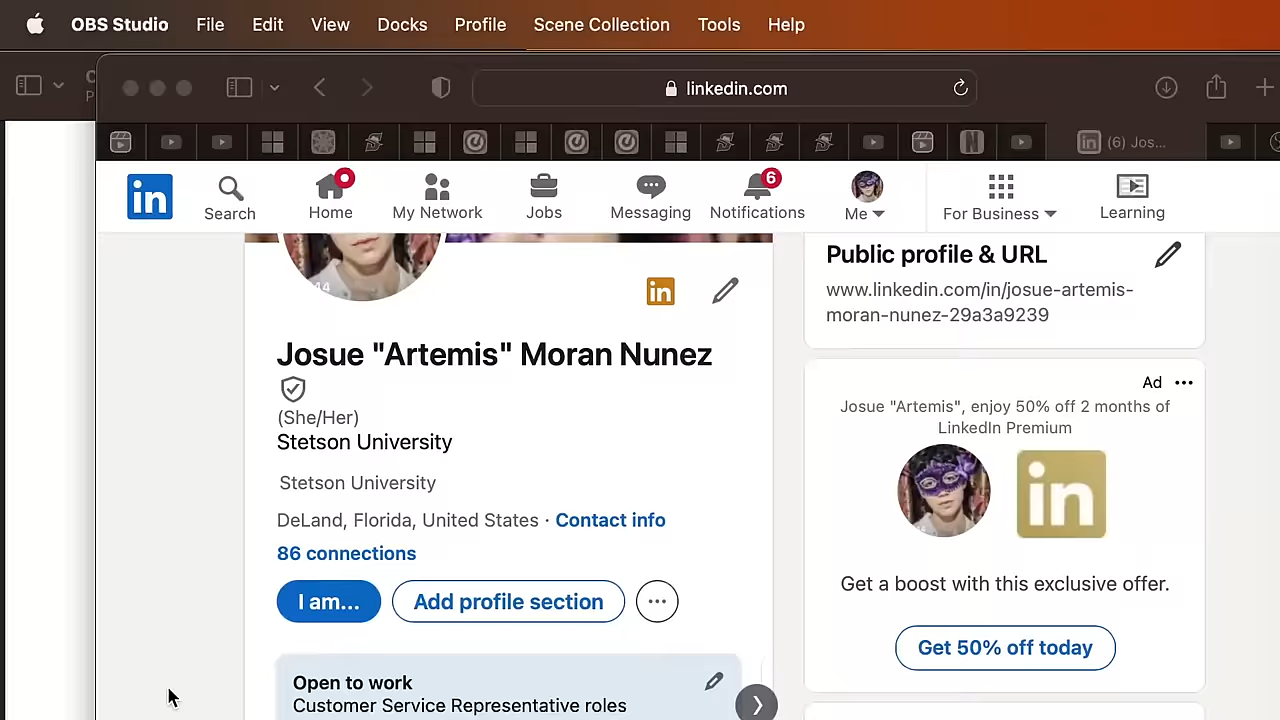 OBS Studio File Edit View Docks Profile Scene Collection Tools Help
linkedin.com
(6) Jos...
in Search Home My Network Jobs Messaging 6 Notifications Me For Business Learning
44
in
Josue "Artemis" Moran Nunez
(She/Her)
Stetson University
Stetson University
DeLand, Florida, United States · Contact info
86 connections
I am... Add profile section
Open to work
Customer Service Representative roles
Public profile & URL
www.linkedin.com/in/josue-artemis-
moran-nunez-29a3a9239
Ad
Josue "Artemis", enjoy 50% off 2 months of
LinkedIn Premium
in
Get a boost with this exclusive offer.
Get 50% off today